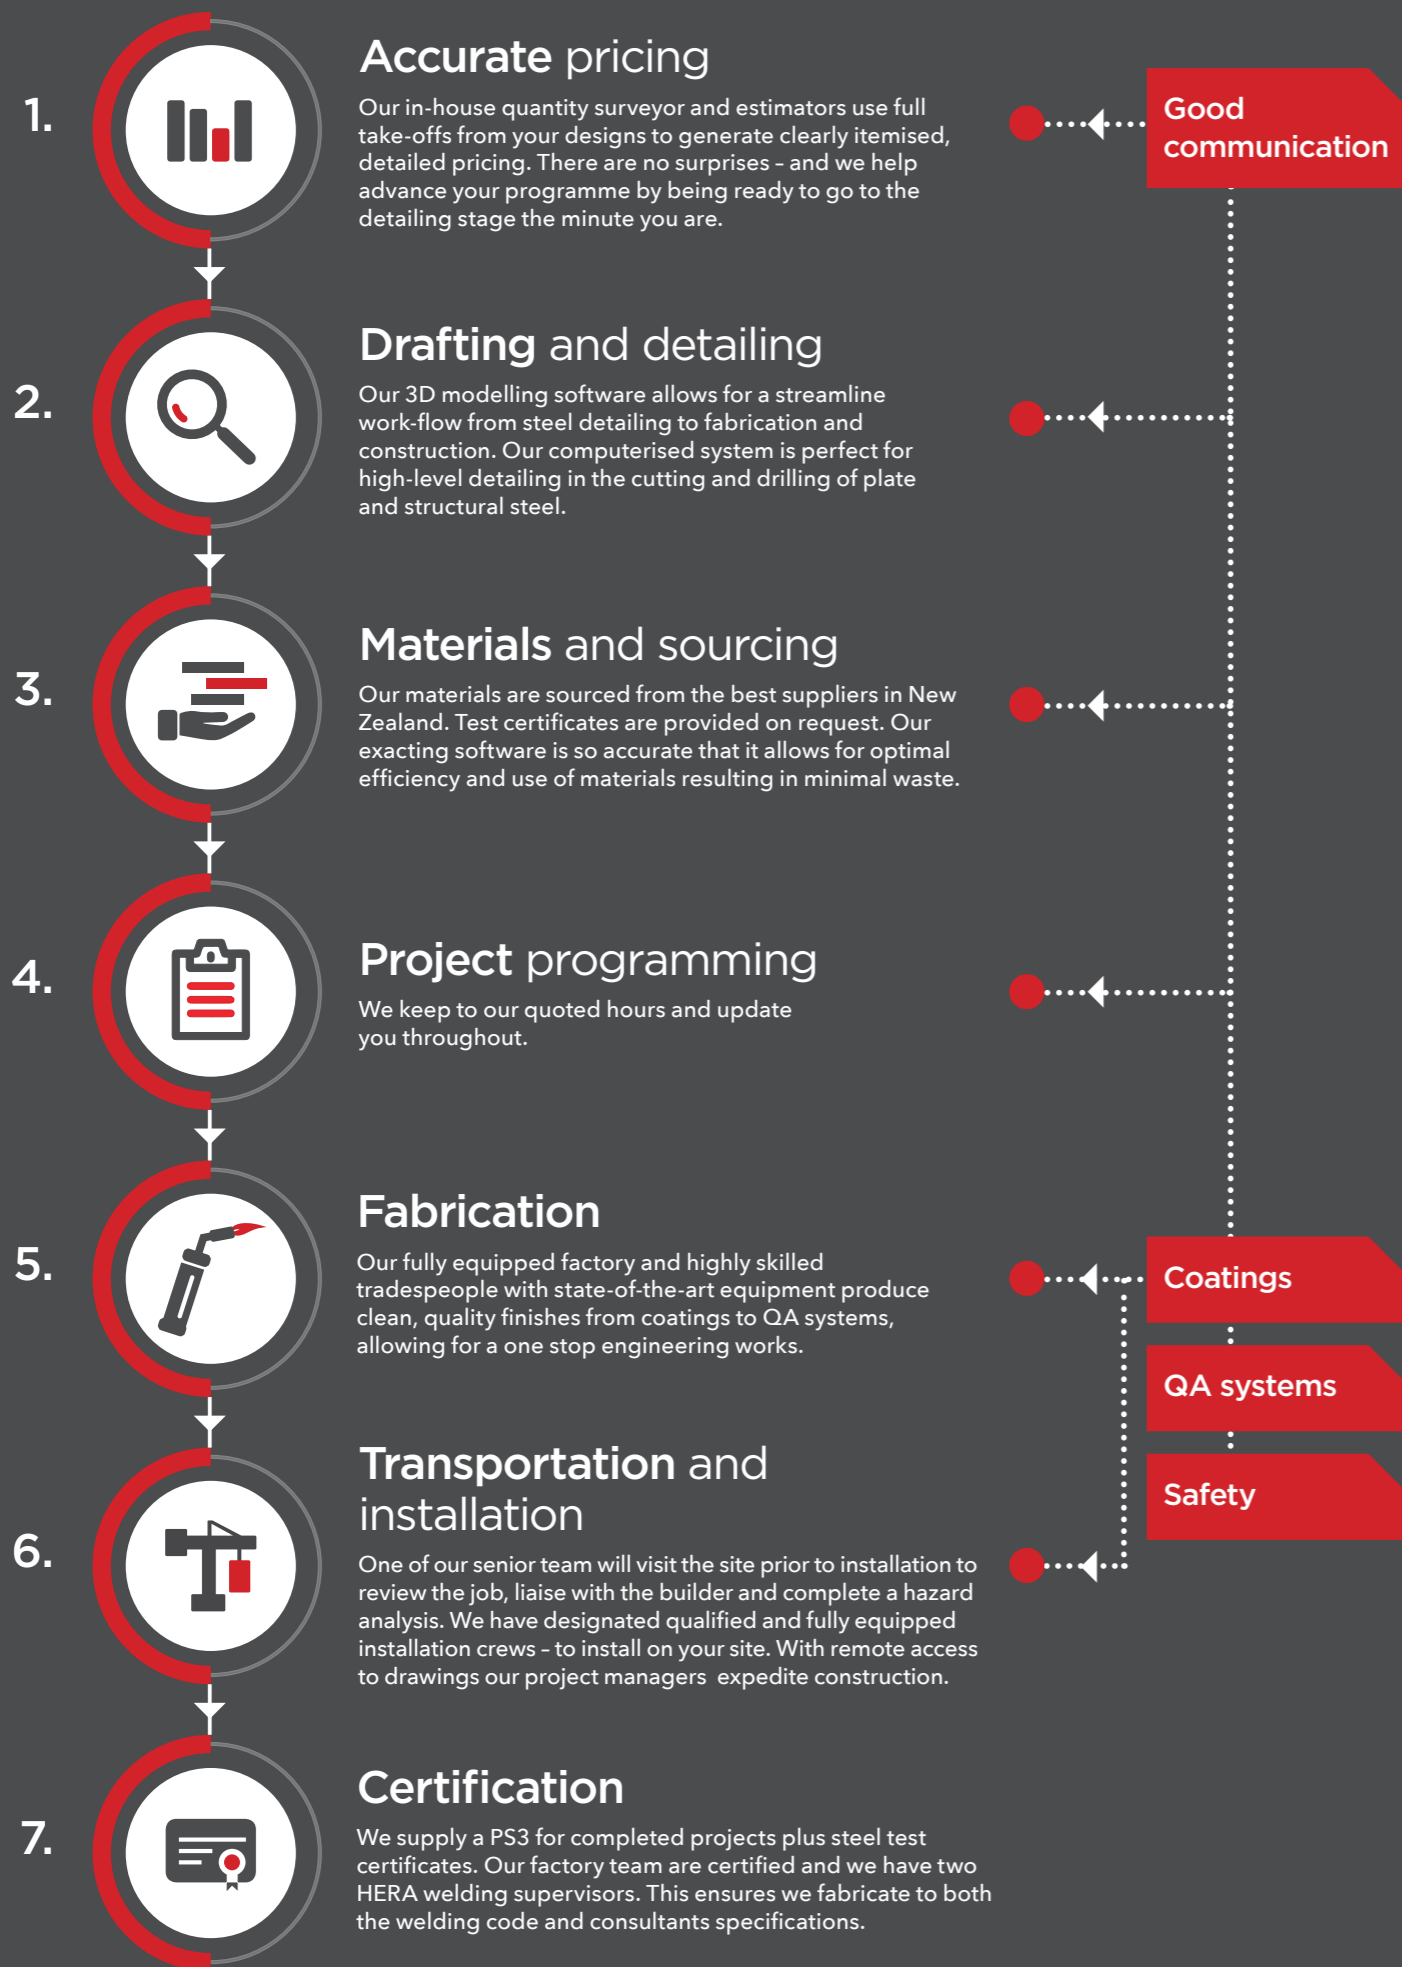 1.
Accurate pricing
Our in-house quantity surveyor and estimators use full
take-offs from your designs to generate clearly itemised,
detailed pricing. There are no surprises – and we help
advance your programme by being ready to go to the
detailing stage the minute you are.
Good
communication
2.
Drafting and detailing
Our 3D modelling software allows for a streamline
work-flow from steel detailing to fabrication and
construction. Our computerised system is perfect for
high-level detailing in the cutting and drilling of plate
and structural steel.
3.
Materials and sourcing
Our materials are sourced from the best suppliers in New
Zealand. Test certificates are provided on request. Our
exacting software is so accurate that it allows for optimal
efficiency and use of materials resulting in minimal waste.
4.
Project programming
We keep to our quoted hours and update
you throughout.
5.
Fabrication
Our fully equipped factory and highly skilled
tradespeople with state-of-the-art equipment produce
clean, quality finishes from coatings to QA systems,
allowing for a one stop engineering works.
Coatings
QA systems
Safety
6.
Transportation and
installation
One of our senior team will visit the site prior to installation to
review the job, liaise with the builder and complete a hazard
analysis. We have designated qualified and fully equipped
installation crews – to install on your site. With remote access
to drawings our project managers expedite construction.
7.
Certification
We supply a PS3 for completed projects plus steel test
certificates. Our factory team are certified and we have two
HERA welding supervisors. This ensures we fabricate to both
the welding code and consultants specifications.